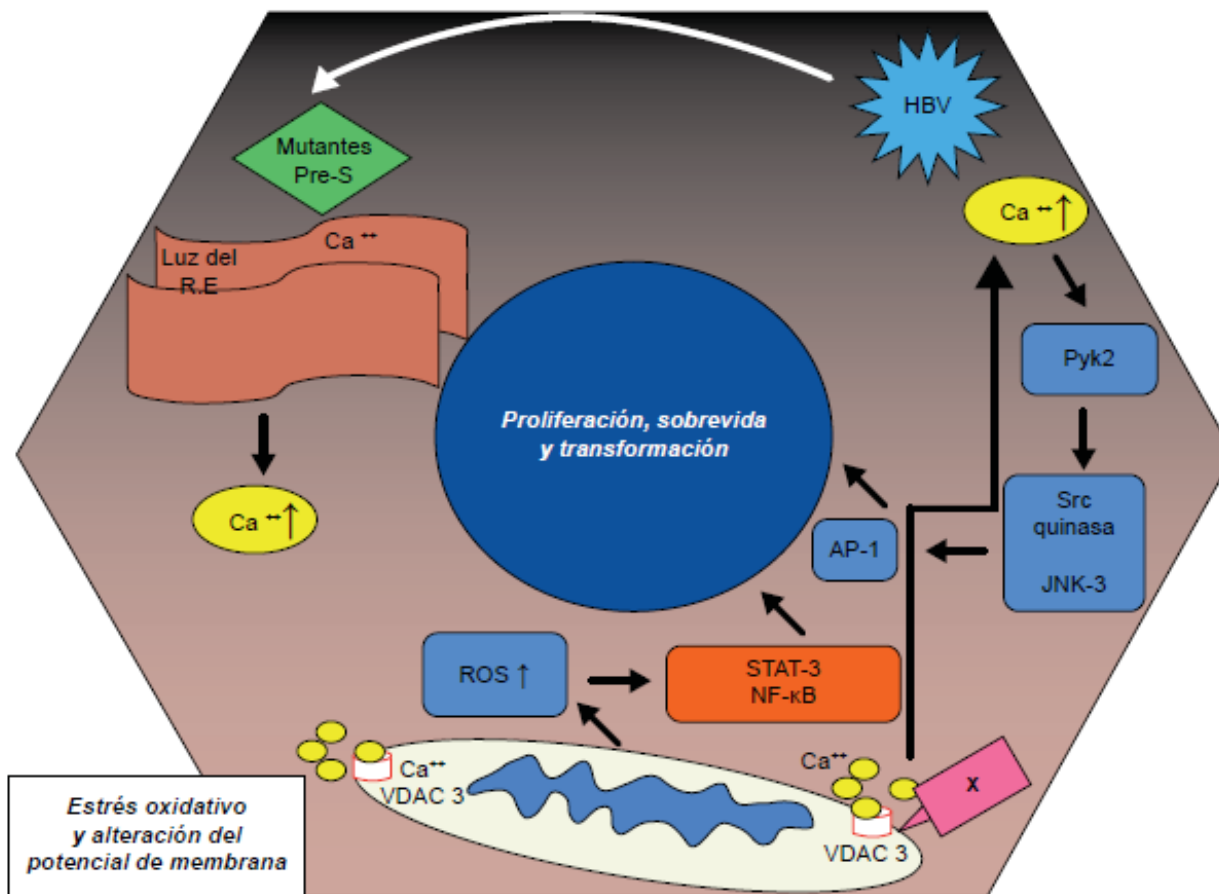 HBV
Mutantes
Pre-S
Ca ++ ↑
Ca ++
Luz del
R.E
Pyk2
Proliferación, sobrevida
y transformación
Src
quinasa
JNK-3
Ca ++ ↑
AP-1
ROS ↑
STAT-3
NF-κB
Ca++
VDAC 3
Ca++
X
VDAC 3
Estrés oxidativo
y alteración del
potencial de membrana